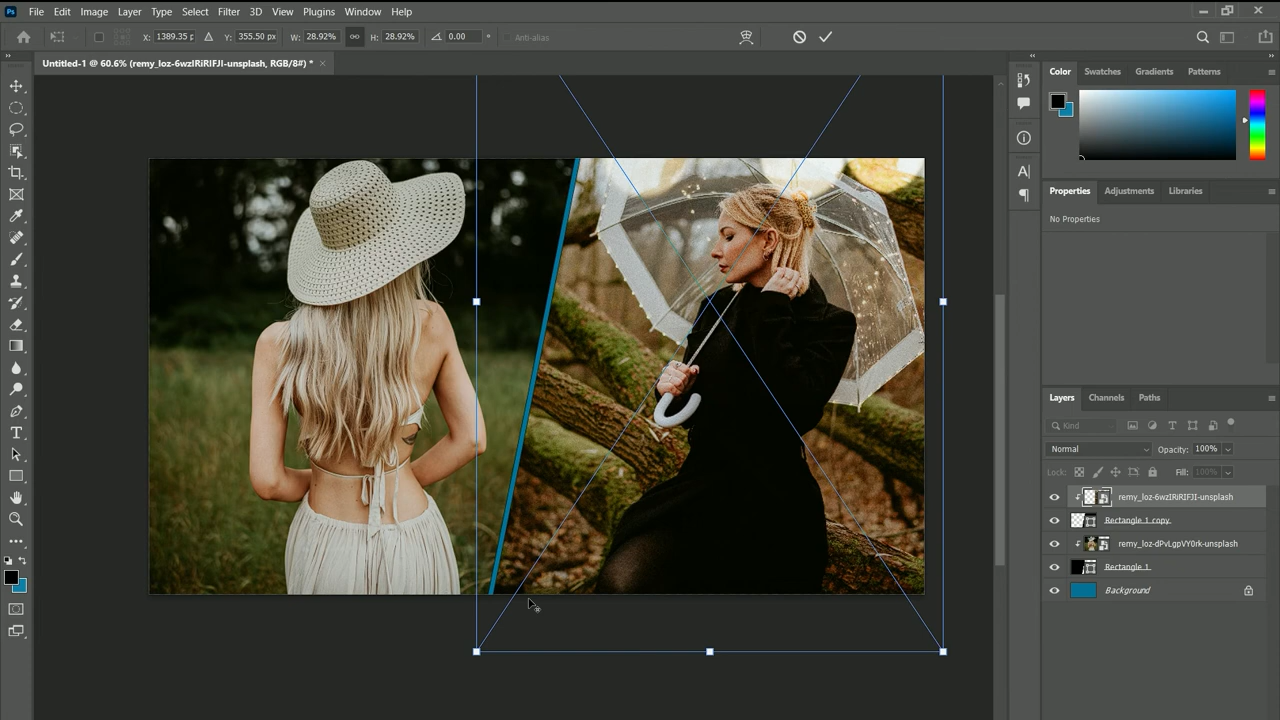 Ps File Edit Image Layer Type Select Filter 3D View Plugins Window Help
X: 1389.35 p Y: 355.50 px W: 28.92% H: 28.92% 0.00 ° Anti-alias
Untitled-1 @ 60.6% (remy_loz-6wzIRiRIFJI-unsplash, RGB/8#) *
Color Swatches Gradients Patterns
Properties Adjustments Libraries
No Properties
Layers Channels Paths
Kind
Normal Opacity: 100%
Lock: Fill: 100%
remy_loz-6wzIRiRIFJI-unsplash
Rectangle 1 copy
remy_loz-dPvLgpVY0rk-unsplash
Rectangle 1
Background